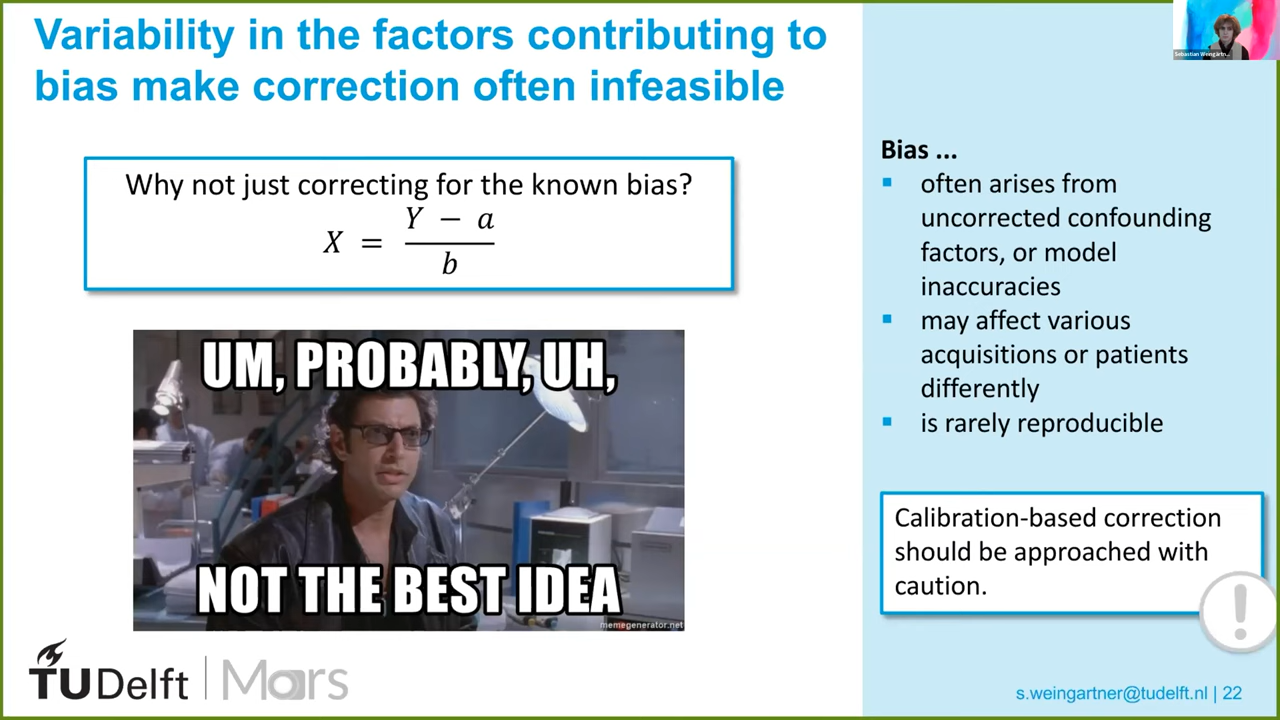 Variability in the factors contributing to
bias make correction often infeasible
Why not just correcting for the known bias?
X = \frac{Y - a}{b}
UM, PROBABLY, UH,
NOT THE BEST IDEA
memegenerator.net
TUDelft
Mars
Sebastian Weingärtn...
Bias ...
▪ often arises from
uncorrected confounding
factors, or model
inaccuracies
▪ may affect various
acquisitions or patients
differently
▪ is rarely reproducible
Calibration-based correction
should be approached with
caution.
!
s.weingartner@tudelft.nl | 22